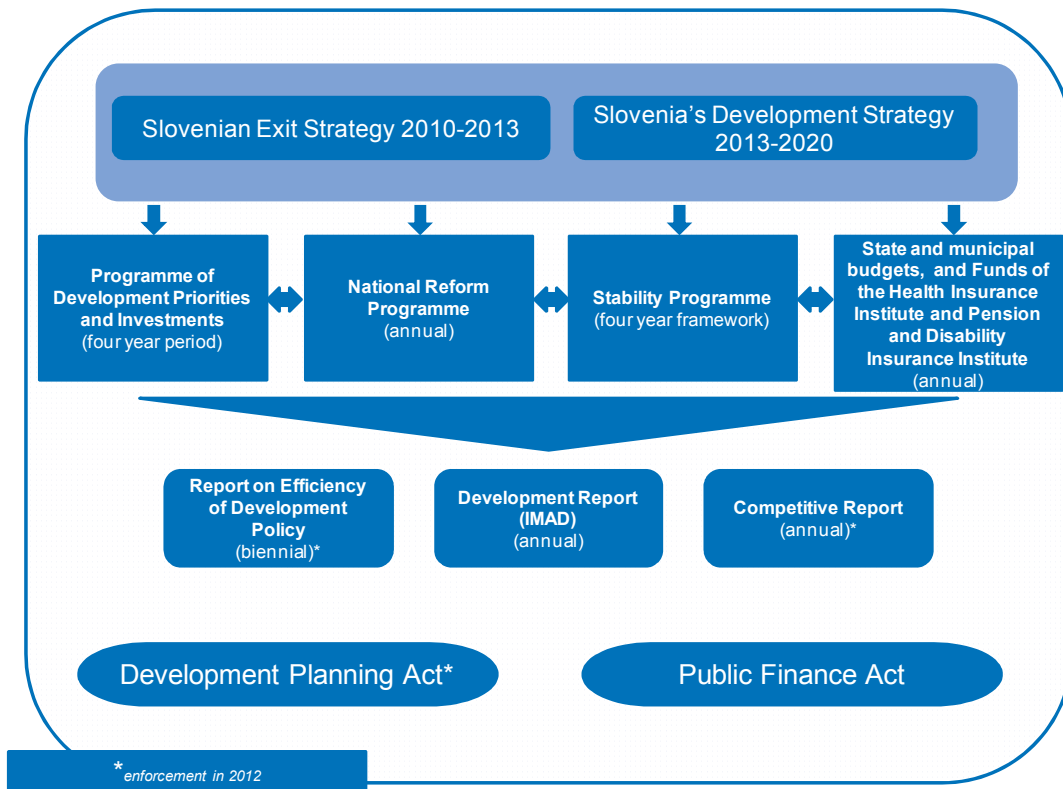 Slovenian Exit Strategy 2010-2013
Slovenia’s Development Strategy
2013-2020
Programme of
Development Priorities
and Investments
(four year period)
National Reform
Programme
(annual)
Stability Programme
(four year framework)
State and municipal
budgets, and Funds of
the Health Insurance
Institute and Pension
and Disability
Insurance Institute
(annual)
Report on Efficiency
of Development
Policy
(biennial)*
Development Report
(IMAD)
(annual)
Competitive Report
(annual)*
Development Planning Act*
Public Finance Act
*enforcement in 2012